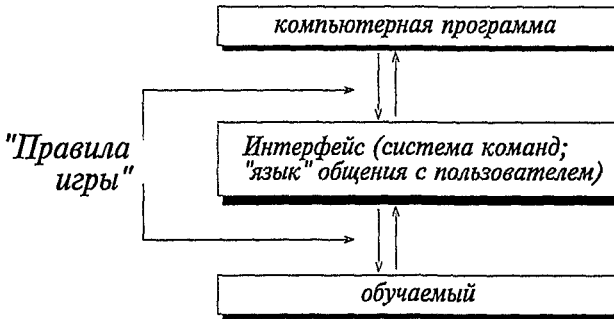 компьютерная программа
"Правила
игры"
Интерфейс (система команд;
"язык" общения с пользователем)
обучаемый